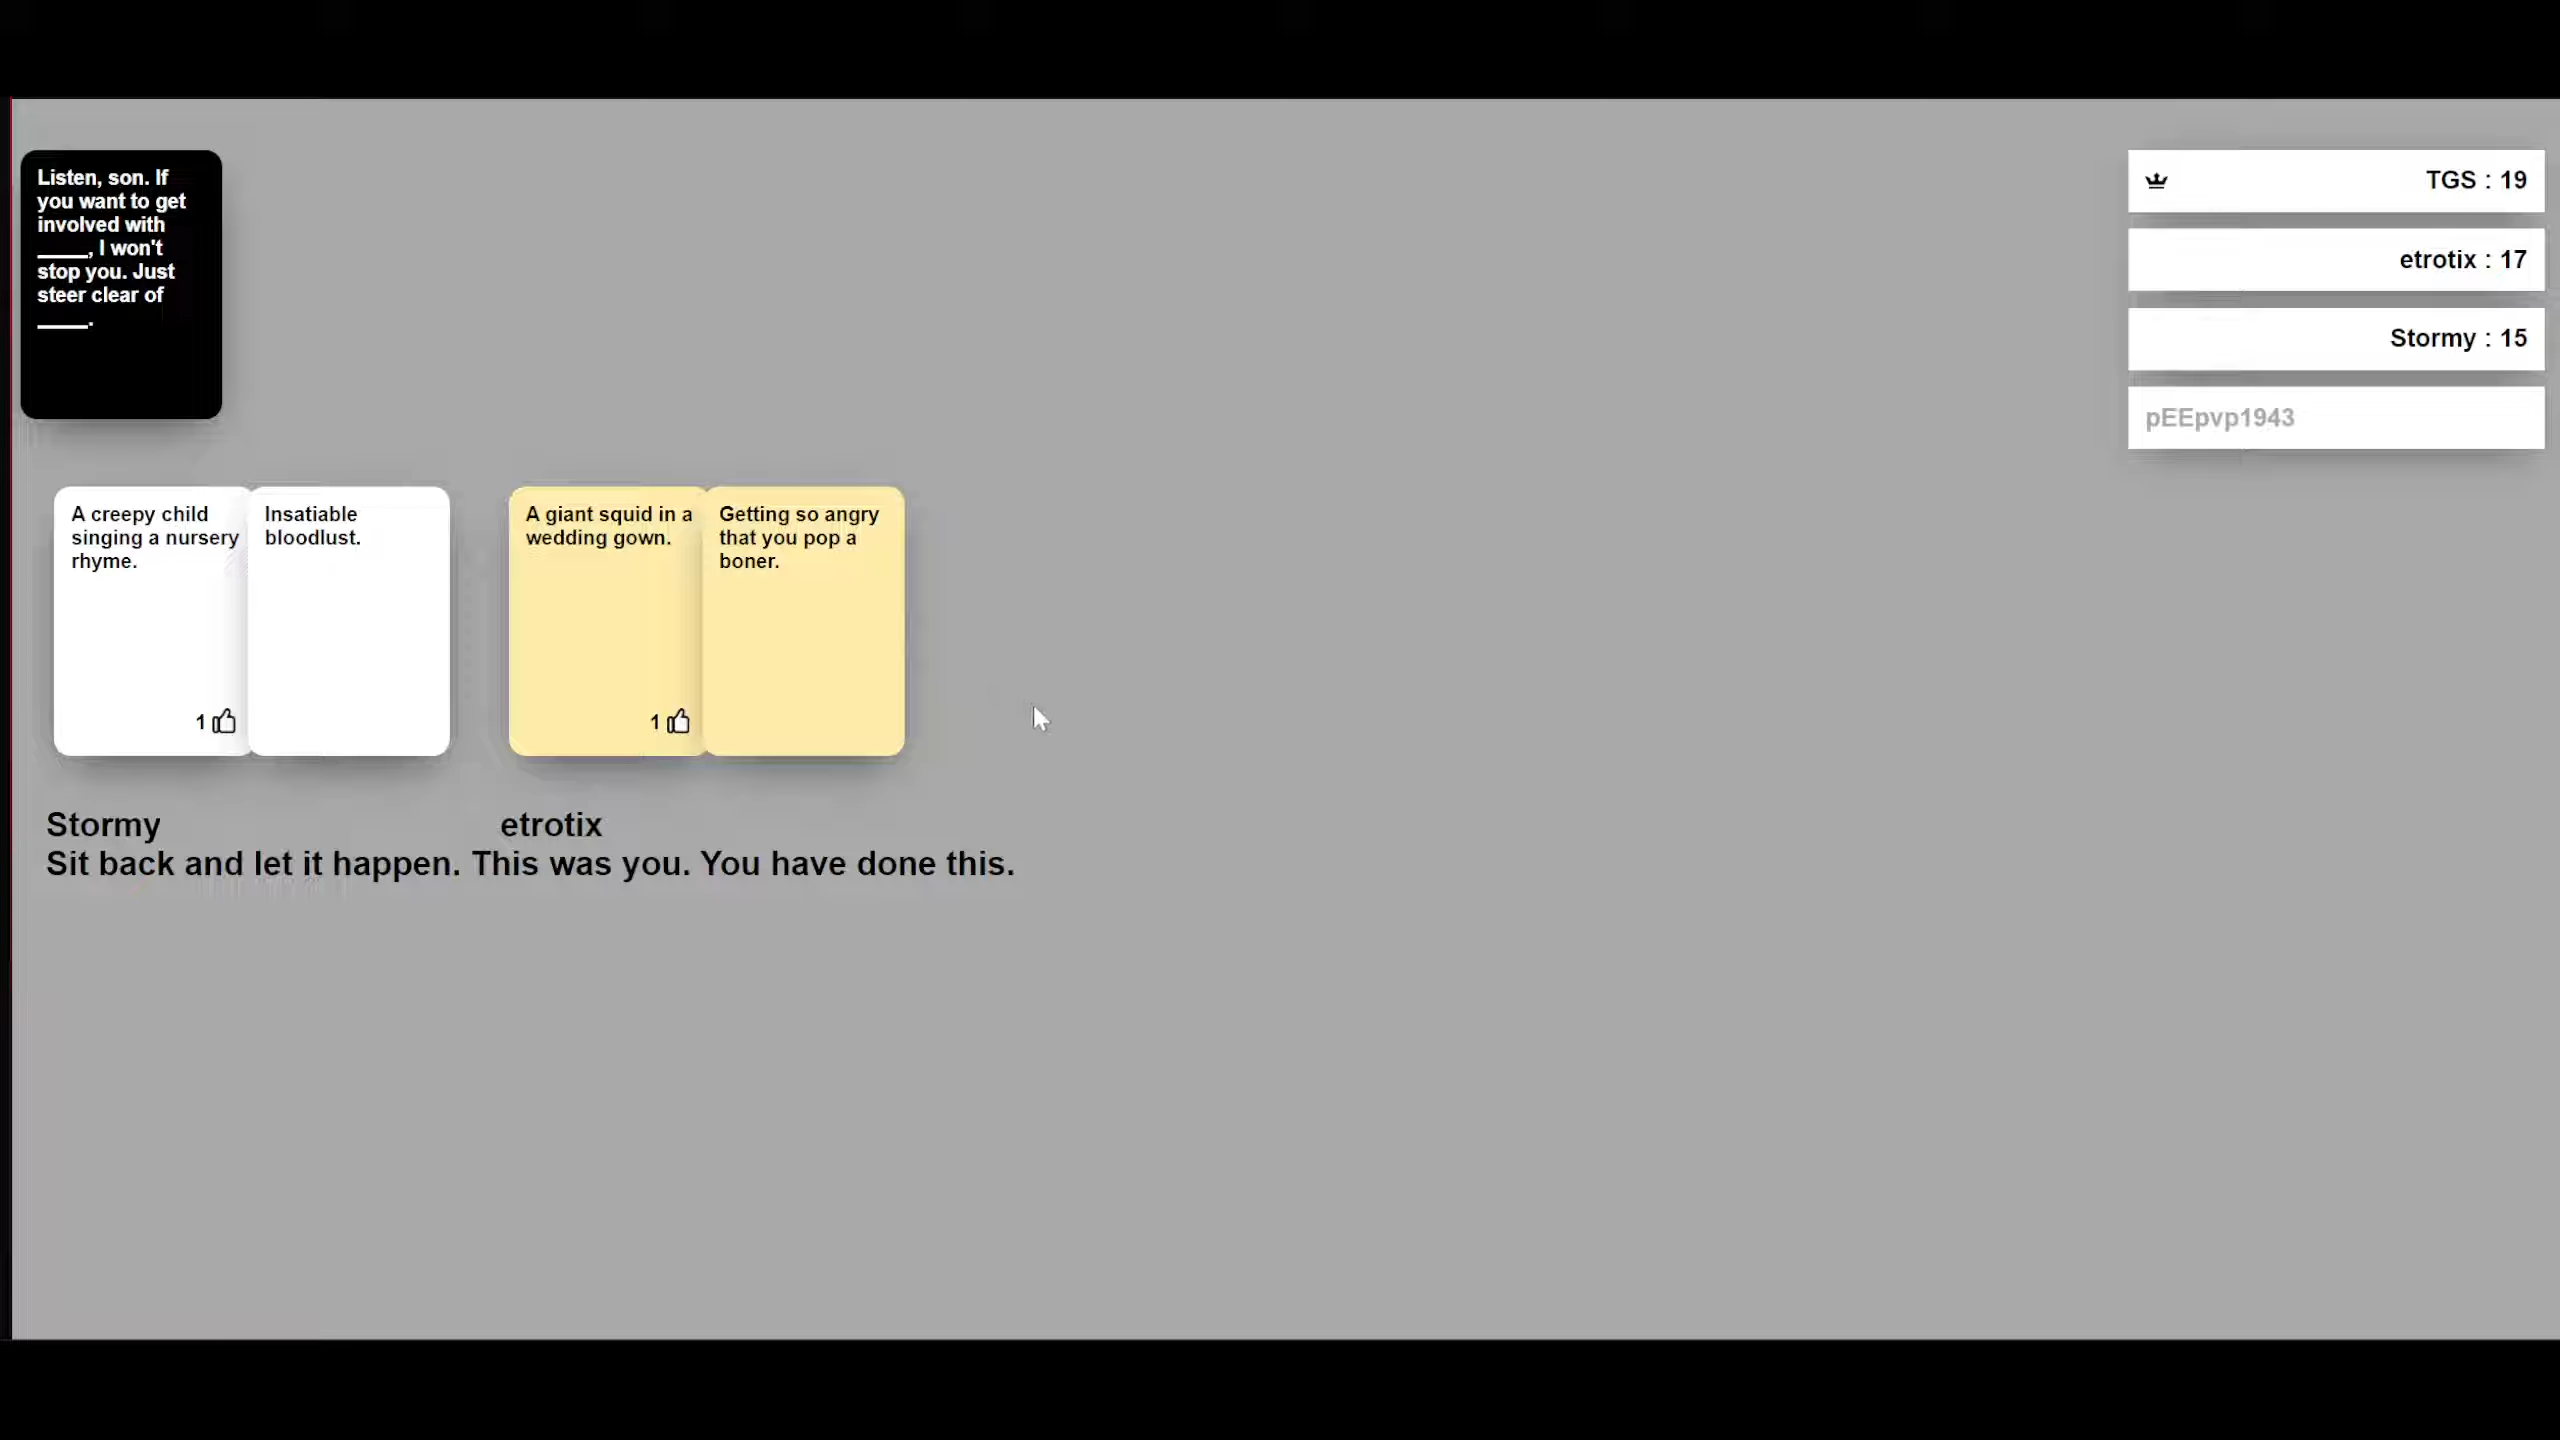 Listen, son. If
you want to get
involved with
_____, I won't
stop you. Just
steer clear of
_____.
TGS : 19
etrotix : 17
Stormy : 15
pEEpvp1943
A creepy child
singing a nursery
rhyme.
1
Insatiable
bloodlust.
A giant squid in a
wedding gown.
1
Getting so angry
that you pop a
boner.
Stormy
etrotix
Sit back and let it happen. This was you. You have done this.